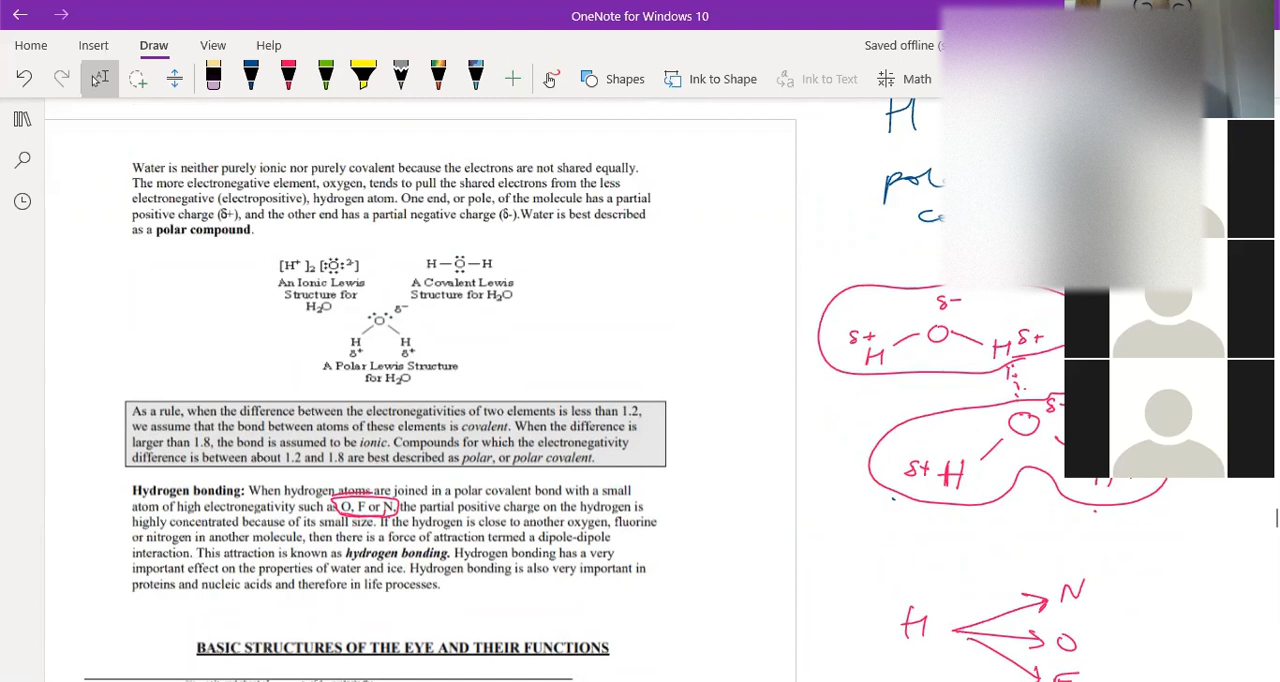 OneNote for Windows 10
Home Insert Draw View Help Saved offline
Shapes Ink to Shape Ink to Text Math
H
Water is neither purely ionic nor purely covalent because the electrons are not shared equally.
The more electronegative element, oxygen, tends to pull the shared electrons from the less
electronegative (electropositive), hydrogen atom. One end, or pole, of the molecule has a partial
positive charge (δ+), and the other end has a partial negative charge (δ-).Water is best described
as a polar compound.
[H⁺ ]₂ [:Ö:²⁻] H—Ö—H
An Ionic Lewis A Covalent Lewis
Structure for Structure for H₂O
H₂O
δ⁻
O
H H
δ⁺ δ⁺
A Polar Lewis Structure
for H₂O
δ-
δ+ O δ+
H H
δ-
O
δ+ H
As a rule, when the difference between the electronegativities of two elements is less than 1.2,
we assume that the bond between atoms of these elements is covalent. When the difference is
larger than 1.8, the bond is assumed to be ionic. Compounds for which the electronegativity
difference is between about 1.2 and 1.8 are best described as polar, or polar covalent.
Hydrogen bonding: When hydrogen atoms are joined in a polar covalent bond with a small
atom of high electronegativity such as O, F or N, the partial positive charge on the hydrogen is
highly concentrated because of its small size. If the hydrogen is close to another oxygen, fluorine
or nitrogen in another molecule, then there is a force of attraction termed a dipole-dipole
interaction. This attraction is known as hydrogen bonding. Hydrogen bonding has a very
important effect on the properties of water and ice. Hydrogen bonding is also very important in
proteins and nucleic acids and therefore in life processes.
N
H O
F
BASIC STRUCTURES OF THE EYE AND THEIR FUNCTIONS